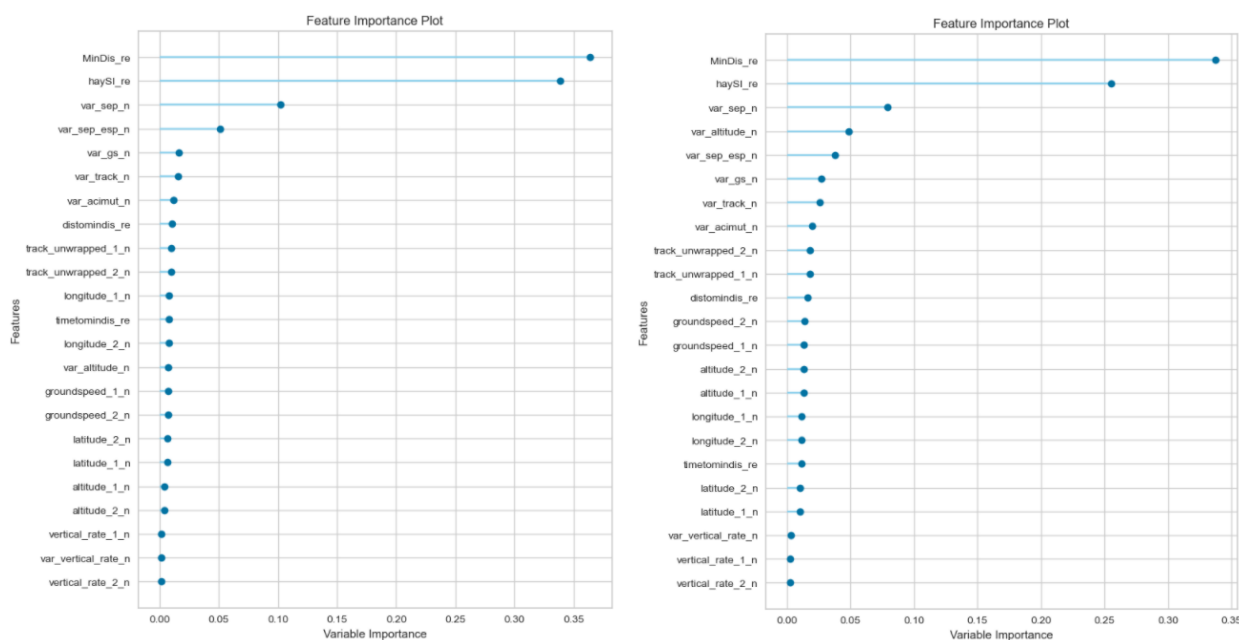 Feature Importance Plot
MinDis_re
haySI_re
var_sep_n
var_sep_esp_n
var_gs_n
var_track_n
var_acimut_n
distomindis_re
track_unwrapped_1_n
track_unwrapped_2_n
longitude_1_n
timetomindis_re
longitude_2_n
var_altitude_n
groundspeed_1_n
groundspeed_2_n
latitude_2_n
latitude_1_n
altitude_1_n
altitude_2_n
vertical_rate_1_n
var_vertical_rate_n
vertical_rate_2_n
Features
0.00 0.05 0.10 0.15 0.20 0.25 0.30 0.35
Variable Importance
Feature Importance Plot
MinDis_re
haySI_re
var_sep_n
var_altitude_n
var_sep_esp_n
var_gs_n
var_track_n
var_acimut_n
track_unwrapped_2_n
track_unwrapped_1_n
distomindis_re
groundspeed_2_n
groundspeed_1_n
altitude_2_n
altitude_1_n
longitude_1_n
longitude_2_n
timetomindis_re
latitude_2_n
latitude_1_n
var_vertical_rate_n
vertical_rate_1_n
vertical_rate_2_n
Features
0.00 0.05 0.10 0.15 0.20 0.25 0.30 0.35
Variable Importance